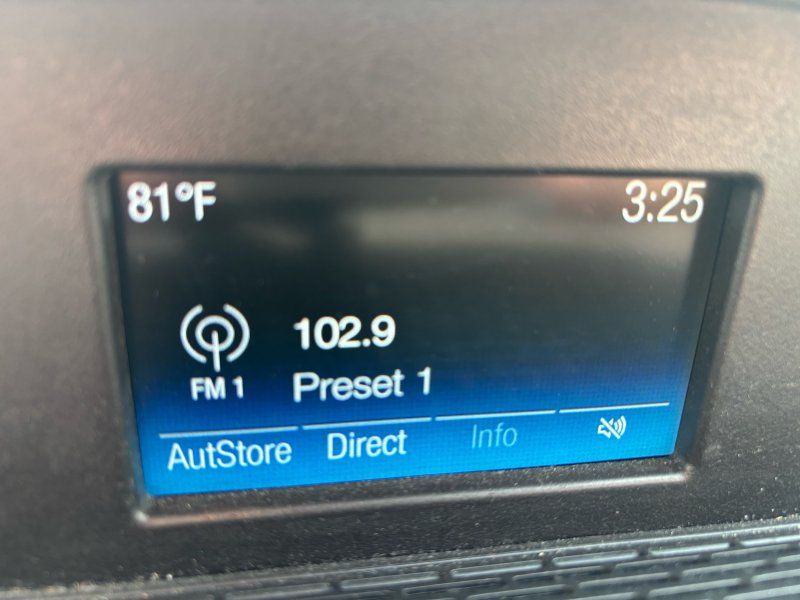 81°F 3:25
102.9
FM 1 Preset 1
AutStore Direct Info